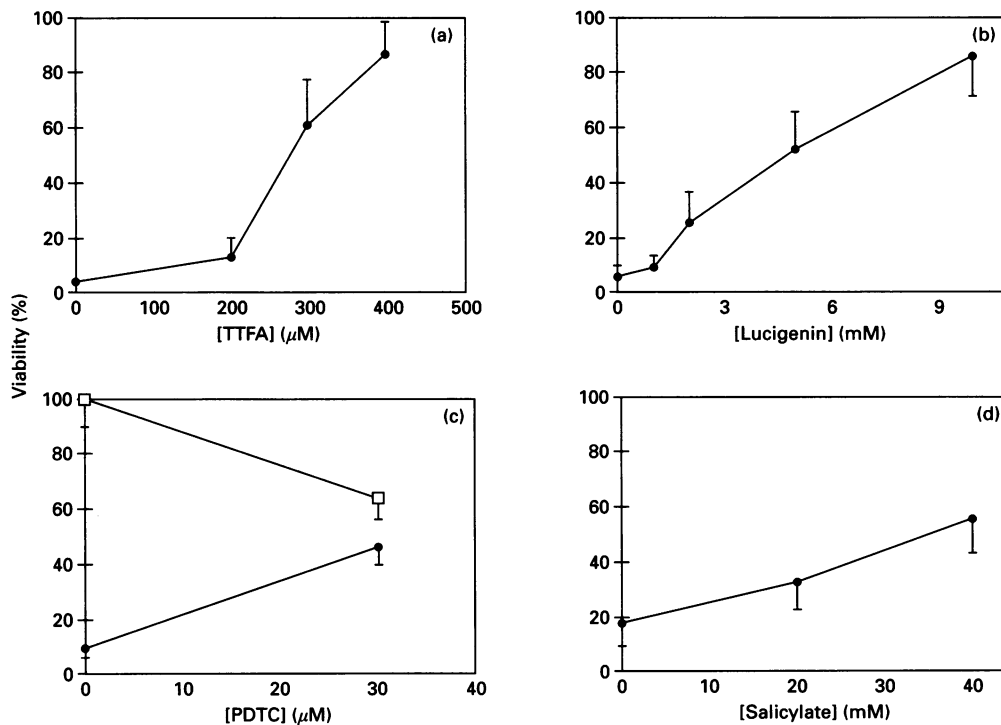 Viability (%)
(a)
100
80
60
40
20
0
0 100 200 300 400 500
[TTFA] (μM)
(b)
100
80
60
40
20
0
0 3 6 9
[Lucigenin] (mM)
(c)
100
80
60
40
20
0
0 10 20 30 40
[PDTC] (μM)
(d)
100
80
60
40
20
0
0 10 20 30 40
[Salicylate] (mM)